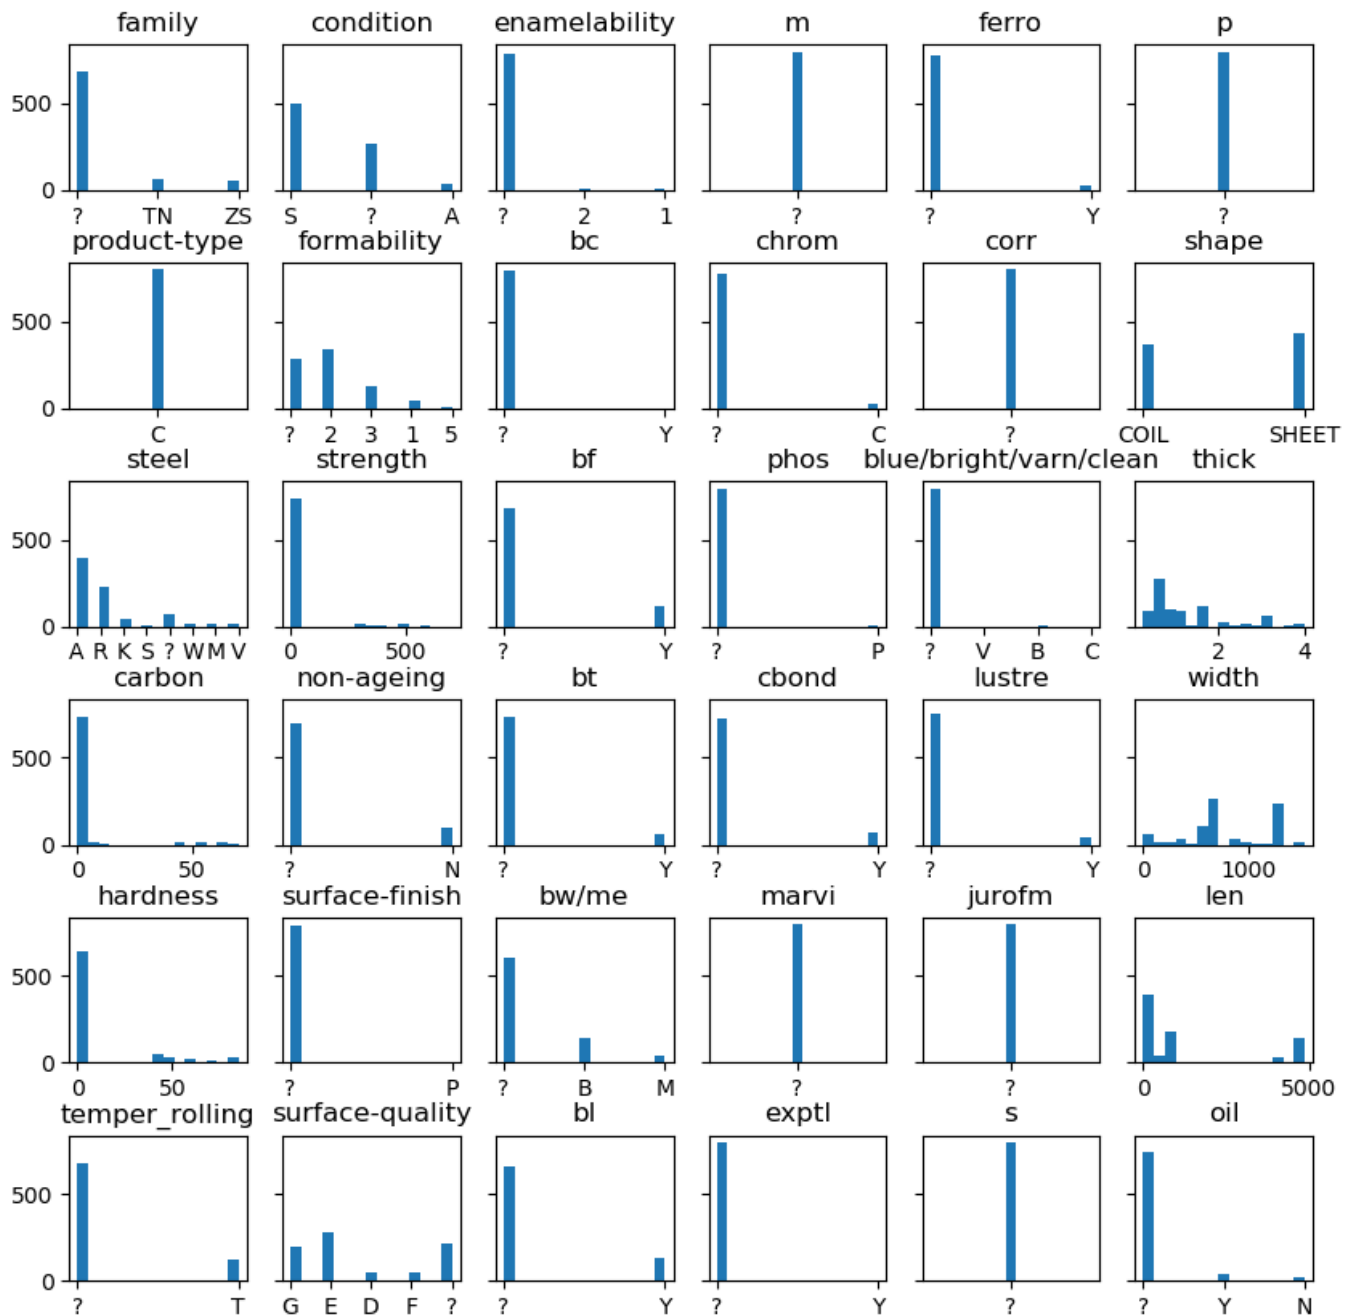 family condition enamelability m ferro p
500
0
? TN ZS S ? A ? 2 1 ? ? Y ?
product-type formability bc chrom corr shape
500
0
C ? 2 3 1 5 ? Y ? C ? COIL SHEET
steel strength bf phos blue/bright/varn/clean thick
500
0
A R K S ? W M V 0 500 ? Y ? P ? V B C 2 4
carbon non-ageing bt cbond lustre width
500
0
0 50 ? N ? Y ? Y ? Y 0 1000
hardness surface-finish bw/me marvi jurofm len
500
0
0 50 ? P ? B M ? ? 0 5000
temper_rolling surface-quality bl exptl s oil
500
0
? T G E D F ? ? Y ? Y ? ? Y N